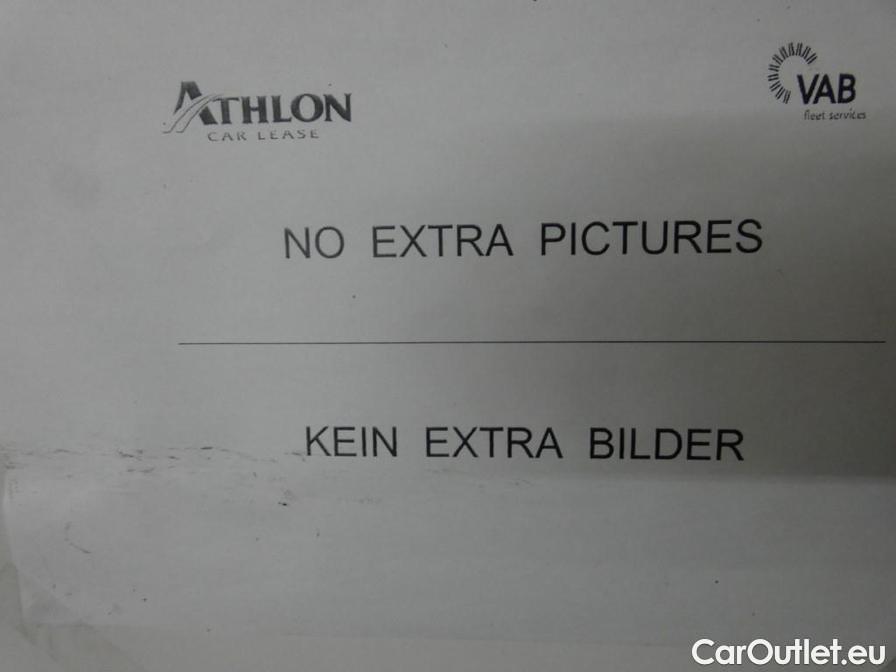 ATHLON
CAR LEASE
VAB
fleet services
NO EXTRA PICTURES
KEIN EXTRA BILDER
CarOutlet.eu